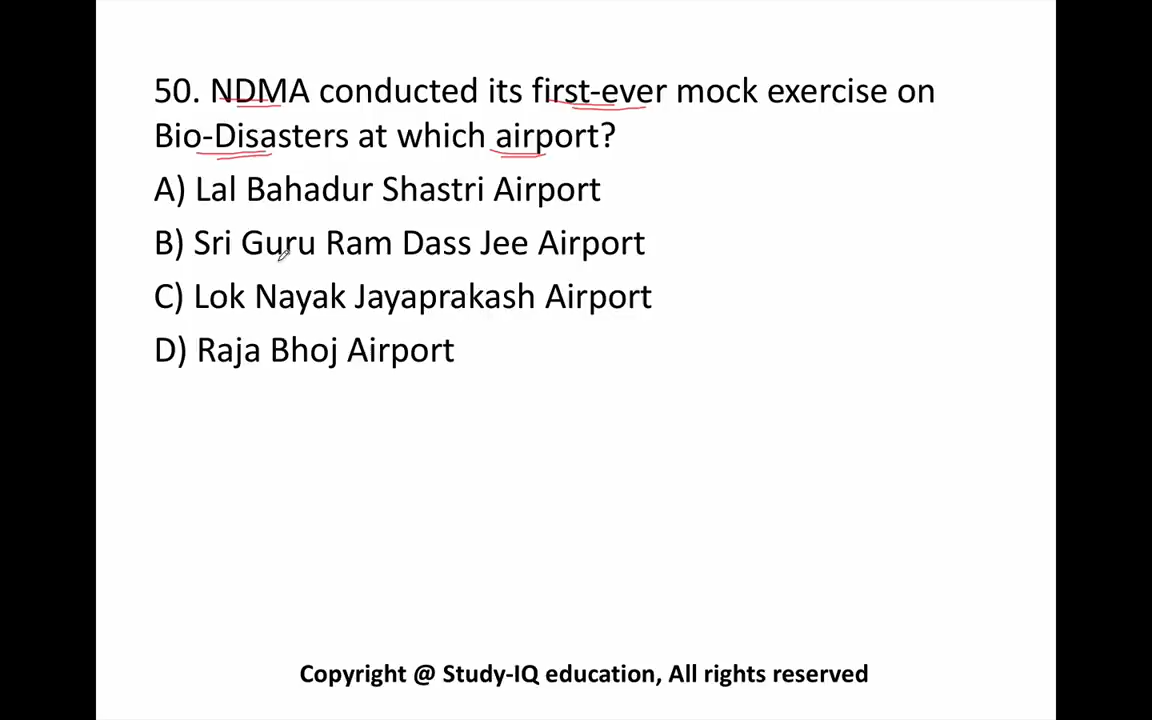 50. NDMA conducted its first-ever mock exercise on
Bio-Disasters at which airport?
A) Lal Bahadur Shastri Airport
B) Sri Guru Ram Dass Jee Airport
C) Lok Nayak Jayaprakash Airport
D) Raja Bhoj Airport
Copyright @ Study-IQ education, All rights reserved